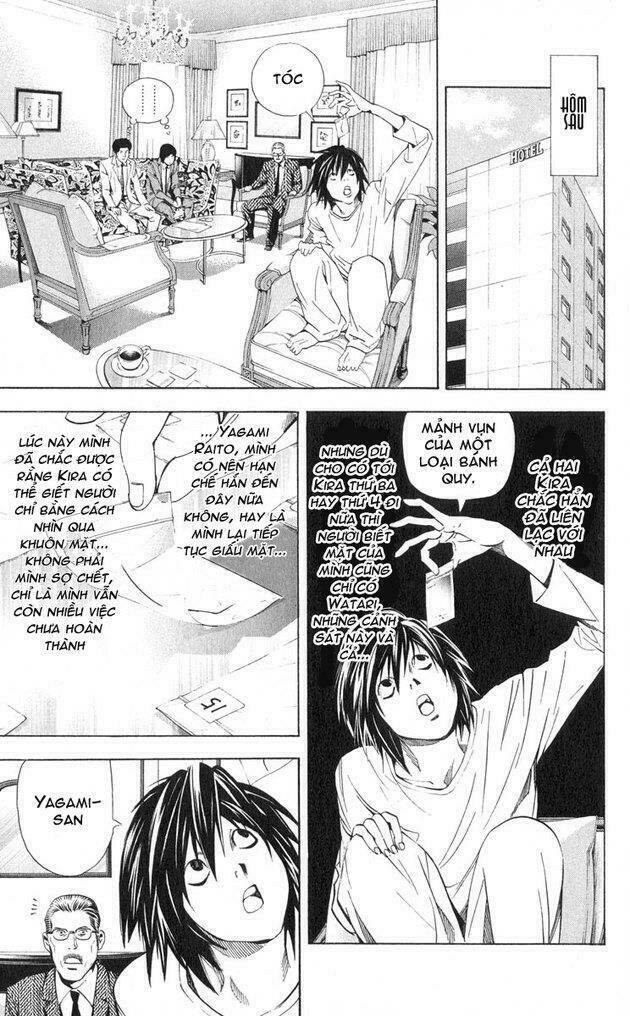 HÔM
SAU
HOTEL
TÓC
.......
.......
MẢNH VỤN
CỦA MỘT
LOẠI BÁNH
QUY.
CẢ HAI
KIRA
CHẮC HẲN
ĐÃ LIÊN
LẠC VỚI
NHAU
NHƯNG DÙ
CHO CÓ TỚI
KIRA THỨ BA
HAY THỨ 4 ĐI
NỮA THÌ
NGƯỜI BIẾT
MẶT CỦA
MÌNH CŨNG
CHỈ CÓ
WATARI,
NHỮNG CẢNH
SÁT NÀY VÀ
CẢ...
... YAGAMI
RAITO, MÌNH
CÓ NÊN HẠN
CHẾ HẮN ĐẾN
ĐÂY NỮA
KHÔNG, HAY LÀ
MÌNH LẠI TIẾP
TỤC GIẤU MẶT...
LÚC NÀY MÌNH
ĐÃ CHẮC ĐƯỢC
RẰNG KIRA CÓ
THỂ GIẾT NGƯỜI
CHỈ BẰNG CÁCH
NHÌN QUA
KHUÔN MẶT...
KHÔNG PHẢI
MÌNH SỢ CHẾT,
CHỈ LÀ MÌNH VẪN
CÒN NHIỀU VIỆC
CHƯA HOÀN
THÀNH
15
YAGAMI-
SAN